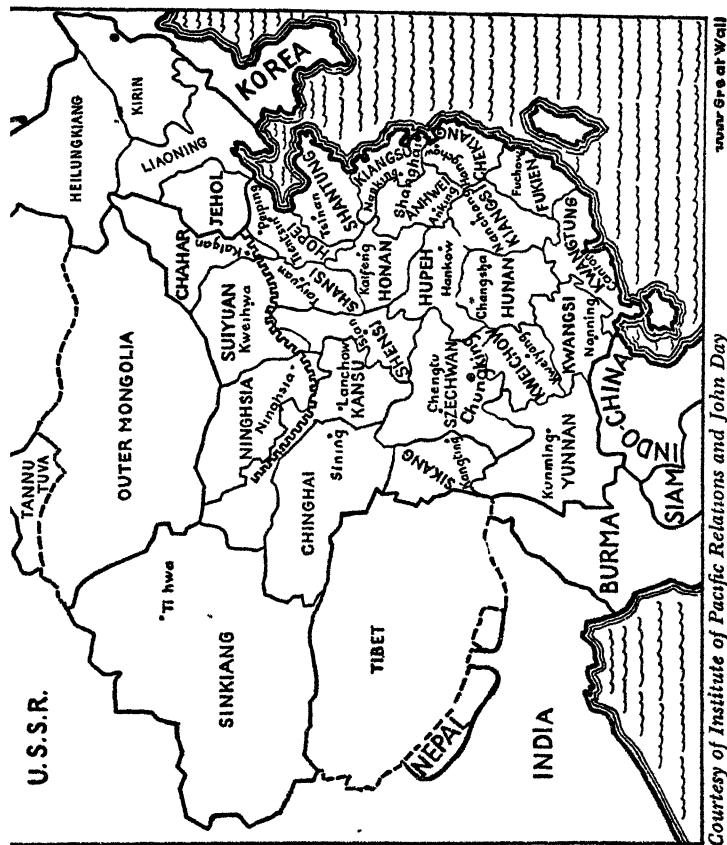 U.S.S.R.
TANNU
TUVA
OUTER MONGOLIA
HEILUNGKIANG
KIRIN
LIAONING
JEHOL
CHAHAR
Kalgan
SUIYUAN
Kweihwa
NINGHSIA
Ninghsia
Tihwa
SINKIANG
CHINGHAI
Sining
Lanchow
KANSU
SHENSI
Sian
SHANSI
Taiyuan
HOPEI
Tientsin
Peiping
SHANTUNG
Tsinan
KOREA
Kaifeng
HONAN
KIANGSU
Nanking
Shanghai
ANHWEI
Anking
CHEKIANG
Hangchow
HUPEH
Hankow
Chengtu
SZECHWAN
Chungking
SIKANG
Kangting
TIBET
NEPAL
INDIA
BURMA
SIAM
INDO-CHINA
Kunming
YUNNAN
KWEICHOW
Kweiyang
Changsha
HUNAN
Nanchang
KIANGSI
Fuchow
FUKIEN
KWANGTUNG
Canton
KWANGSI
Nanning
Courtesy of Institute of Pacific Relations and John Day
Great Wall